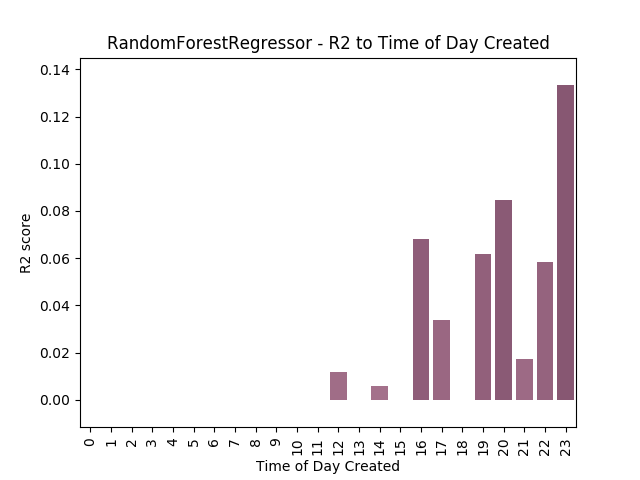 RandomForestRegressor - R2 to Time of Day Created
0.14
0.12
0.10
0.08
0.06
0.04
0.02
0.00
R2 score
0 1 2 3 4 5 6 7 8 9 10 11 12 13 14 15 16 17 18 19 20 21 22 23
Time of Day Created